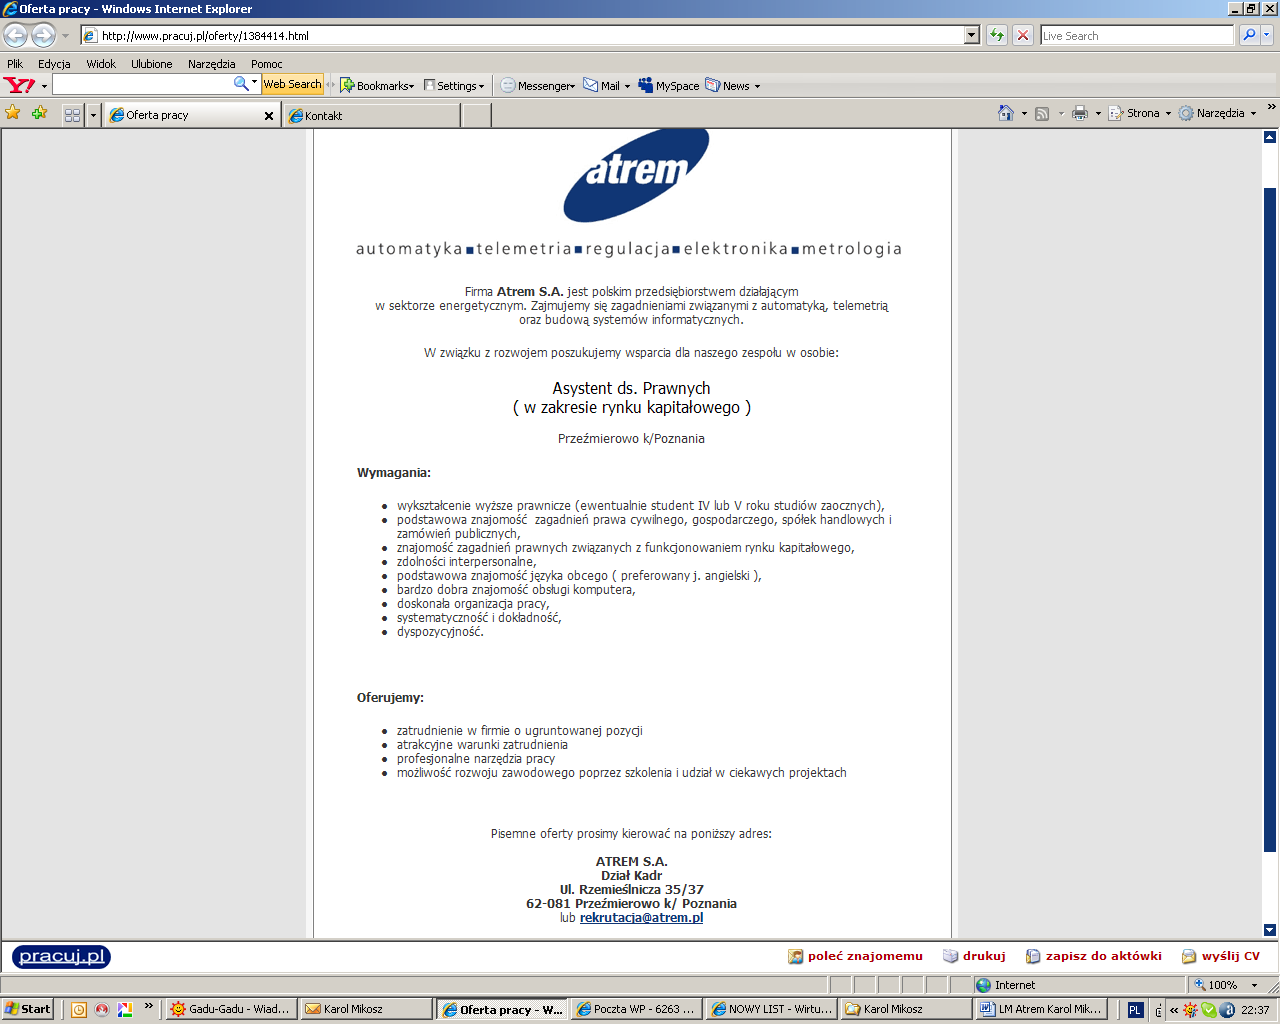 Oferta pracy - Windows Internet Explorer
http://www.pracuj.pl/oferty/1384414.html
Live Search
Plik Edycja Widok Ulubione Narzędzia Pomoc
Y! Web Search Bookmarks Settings Messenger Mail MySpace News
Oferta pracy Kontakt Strona Narzędzia »
atrem
automatyka telemetria regulacja elektronika metrologia
Firma Atrem S.A. jest polskim przedsiębiorstwem działającym
w sektorze energetycznym. Zajmujemy się zagadnieniami związanymi z automatyką, telemetrią
oraz budową systemów informatycznych.
W związku z rozwojem poszukujemy wsparcia dla naszego zespołu w osobie:
Asystent ds. Prawnych
( w zakresie rynku kapitałowego )
Przeźmierowo k/Poznania
Wymagania:
• wykształcenie wyższe prawnicze (ewentualnie student IV lub V roku studiów zaocznych),
• podstawowa znajomość zagadnień prawa cywilnego, gospodarczego, spółek handlowych i
zamówień publicznych,
• znajomość zagadnień prawnych związanych z funkcjonowaniem rynku kapitałowego,
• zdolności interpersonalne,
• podstawowa znajomość języka obcego ( preferowany j. angielski ),
• bardzo dobra znajomość obsługi komputera,
• doskonała organizacja pracy,
• systematyczność i dokładność,
• dyspozycyjność.
Oferujemy:
• zatrudnienie w firmie o ugruntowanej pozycji
• atrakcyjne warunki zatrudnienia
• profesjonalne narzędzia pracy
• możliwość rozwoju zawodowego poprzez szkolenia i udział w ciekawych projektach
Pisemne oferty prosimy kierować na poniższy adres:
ATREM S.A.
Dział Kadr
Ul. Rzemieślnicza 35/37
62-081 Przeźmierowo k/ Poznania
lub rekrutacja@atrem.pl
pracuj.pl poleć znajomemu drukuj zapisz do aktówki wyślij CV
Internet 100%
Start » Gadu-Gadu - Wiad... Karol Mikosz Oferta pracy - W... Poczta WP - 6263 ... NOWY LIST - Wirtu... Karol Mikosz LM Atrem Karol Mik... PL « 22:37